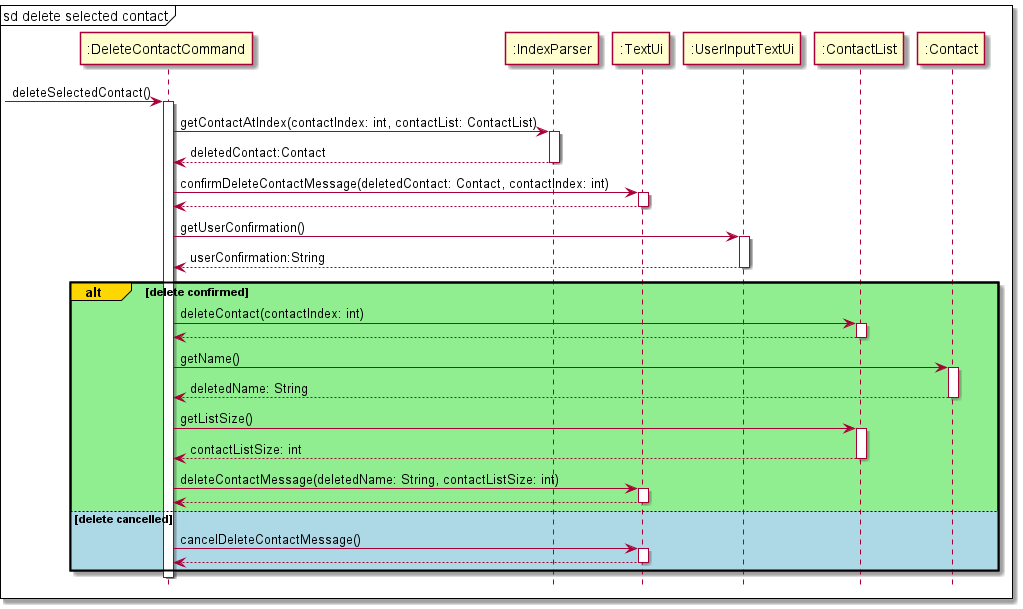 sd delete selected contact
:DeleteContactCommand
:IndexParser
:TextUi
:UserInputTextUi
:ContactList
:Contact
deleteSelectedContact()
getContactAtIndex(contactIndex: int, contactList: ContactList)
deletedContact:Contact
confirmDeleteContactMessage(deletedContact: Contact, contactIndex: int)
getUserConfirmation()
userConfirmation:String
alt
[delete confirmed]
deleteContact(contactIndex: int)
getName()
deletedName: String
getListSize()
contactListSize: int
deleteContactMessage(deletedName: String, contactListSize: int)
[delete cancelled]
cancelDeleteContactMessage()